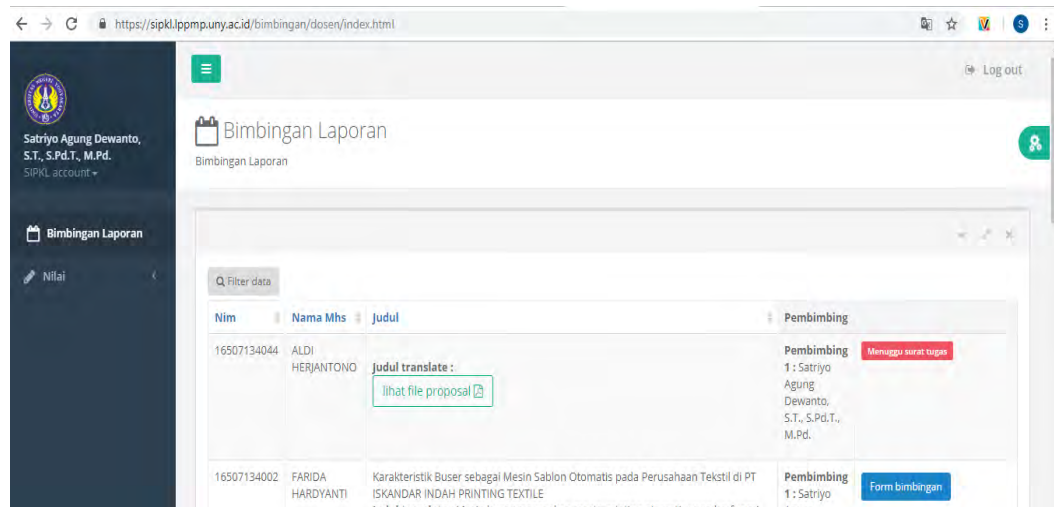 https://sipkl.lppmp.uny.ac.id/bimbingan/dosen/index.html
S
Log out
Satriyo Agung Dewanto,
S.T., S.Pd.T., M.Pd.
SIPKL account
Bimbingan Laporan
Bimbingan Laporan
Bimbingan Laporan
Nilai
Filter data
Nim Nama Mhs Judul Pembimbing
16507134044 ALDI
HERJANTONO
Judul translate :
lihat file proposal
Pembimbing
1 : Satriyo
Agung
Dewanto,
S.T., S.Pd.T.,
M.Pd.
Menuggu surat tugas
16507134002 FARIDA
HARDYANTI
Karakteristik Buser sebagai Mesin Sablon Otomatis pada Perusahaan Tekstil di PT
ISKANDAR INDAH PRINTING TEXTILE
Pembimbing
1 : Satriyo
Form bimbingan